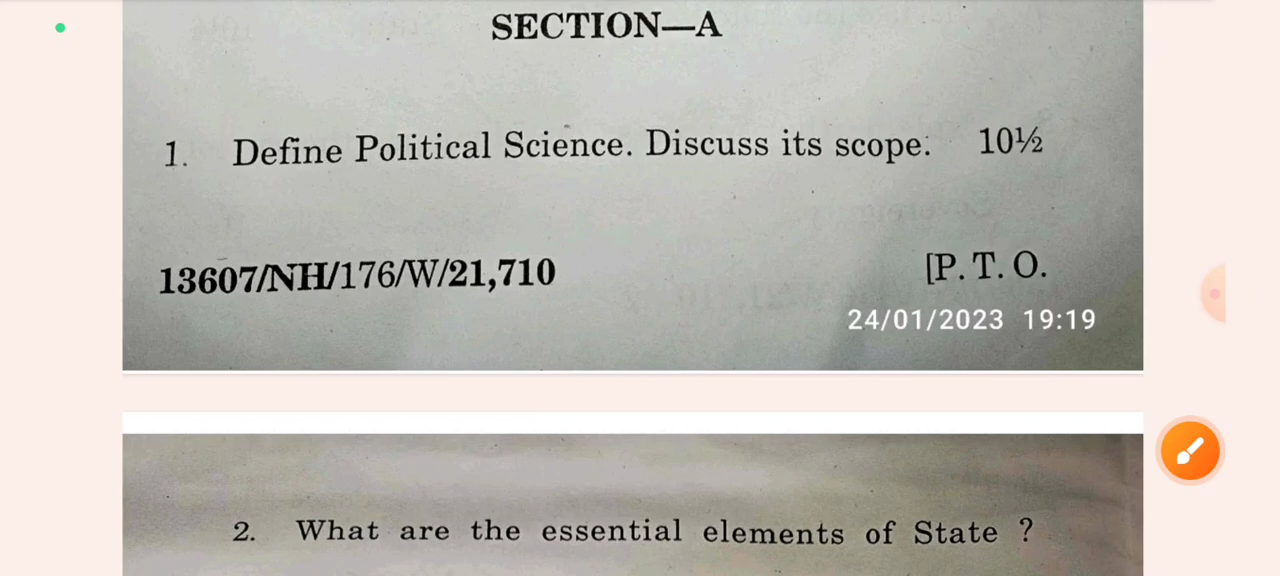 SECTION—A
1. Define Political Science. Discuss its scope. 10½
13607/NH/176/W/21,710 [P. T. O.
24/01/2023 19:19
2. What are the essential elements of State ?